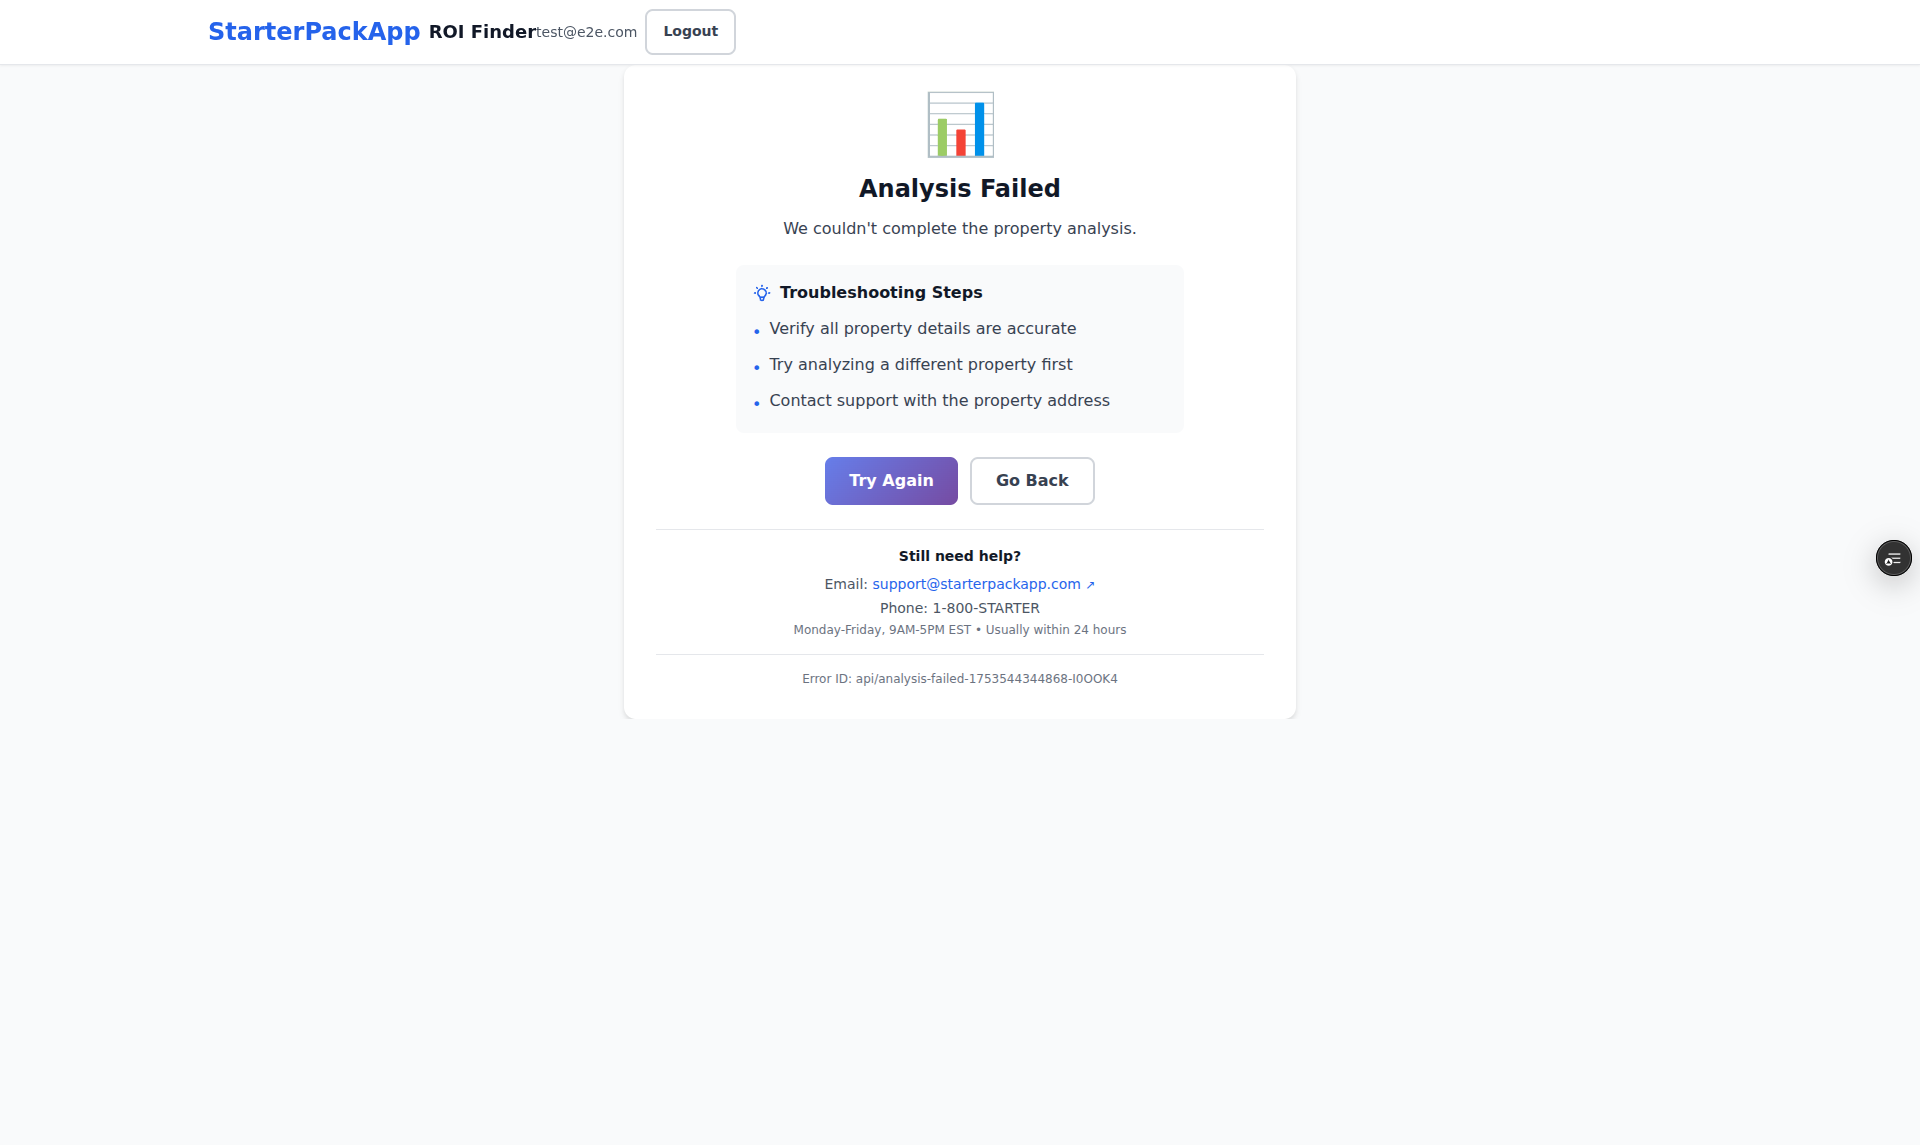 StarterPackApp ROI Finder test@e2e.com Logout
Analysis Failed
We couldn't complete the property analysis.
Troubleshooting Steps
• Verify all property details are accurate
• Try analyzing a different property first
• Contact support with the property address
Try Again Go Back
Still need help?
Email: support@starterpackapp.com ↗
Phone: 1-800-STARTER
Monday-Friday, 9AM-5PM EST • Usually within 24 hours
Error ID: api/analysis-failed-1753544344868-I0OOK4